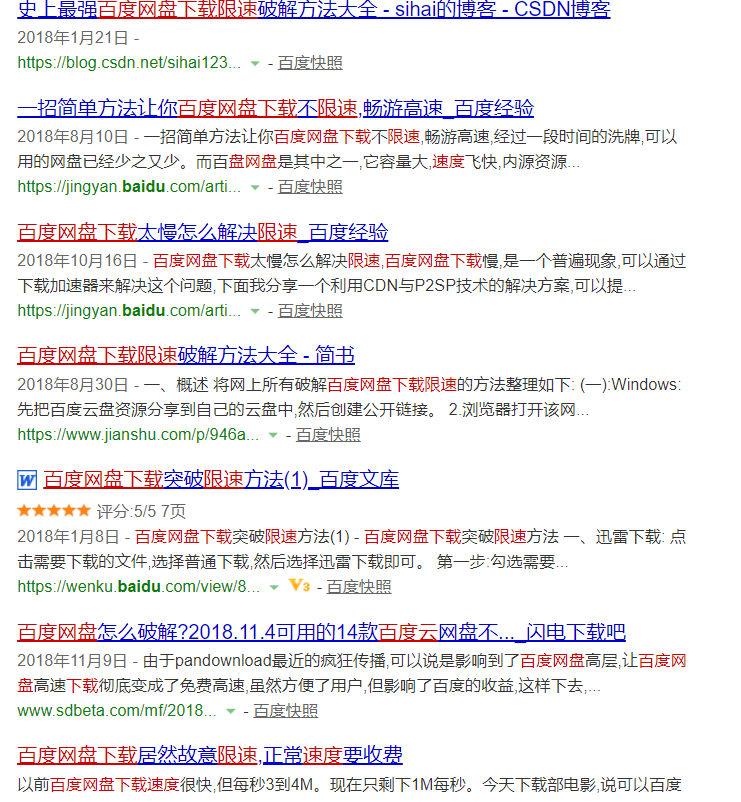 史上最强百度网盘下载限速破解方法大全 - sihai的博客 - CSDN博客
2018年1月21日 -
https://blog.csdn.net/sihai123... - 百度快照
一招简单方法让你百度网盘下载不限速,畅游高速_百度经验
2018年8月10日 - 一招简单方法让你百度网盘下载不限速,畅游高速,经过一段时间的洗牌,可以
用的网盘已经少之又少。而百盘网盘是其中之一,它容量大,速度飞快,内源资源...
https://jingyan.baidu.com/arti... - 百度快照
百度网盘下载太慢怎么解决限速_百度经验
2018年10月16日 - 百度网盘下载太慢怎么解决限速,百度网盘下载慢,是一个普遍现象,可以通过
下载加速器来解决这个问题,下面我分享一个利用CDN与P2SP技术的解决方案,可以提...
https://jingyan.baidu.com/arti... - 百度快照
百度网盘下载限速破解方法大全 - 简书
2018年8月30日 - 一、概述 将网上所有破解百度网盘下载限速的方法整理如下: (一):Windows:
先把百度云盘资源分享到自己的云盘中,然后创建公开链接。 2.浏览器打开该网...
https://www.jianshu.com/p/946a... - 百度快照
W 百度网盘下载突破限速方法(1)_百度文库
★★★★★ 评分:5/5 7页
2018年1月8日 - 百度网盘下载突破限速方法(1) - 百度网盘下载突破限速方法 一、迅雷下载: 点
击需要下载的文件,选择普通下载,然后选择迅雷下载即可。 第一步:勾选需要...
https://wenku.baidu.com/view/8... V3 - 百度快照
百度网盘怎么破解?2018.11.4可用的14款百度云网盘不..._闪电下载吧
2018年11月9日 - 由于pandownload最近的疯狂传播,可以说是影响到了百度网盘高层,让百度网
盘高速下载彻底变成了免费高速,虽然方便了用户,但影响了百度的收益,这样下去,...
www.sdbeta.com/mf/2018... - 百度快照
百度网盘下载居然故意限速,正常速度要收费
以前百度网盘下载速度很快,但每秒3到4M。现在只剩下1M每秒。今天下载部电影,说可以百度